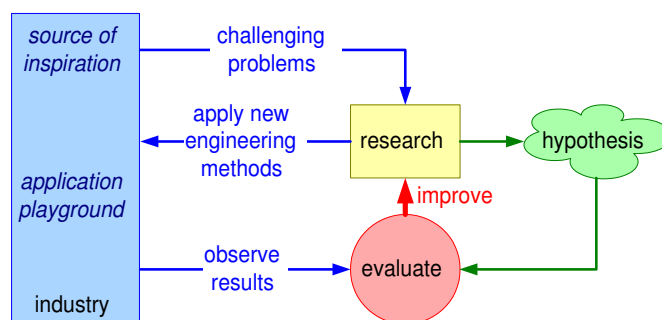 source of
inspiration
challenging
problems
apply new
engineering
methods
research
hypothesis
application
playground
improve
observe
results
evaluate
industry